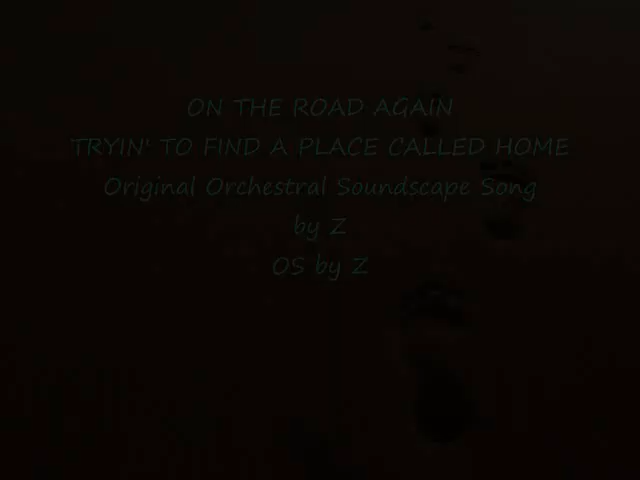 ON THE ROAD AGAIN
TRYIN' TO FIND A PLACE CALLED HOME
Original Orchestral Soundscape Song
by Z
OS by Z